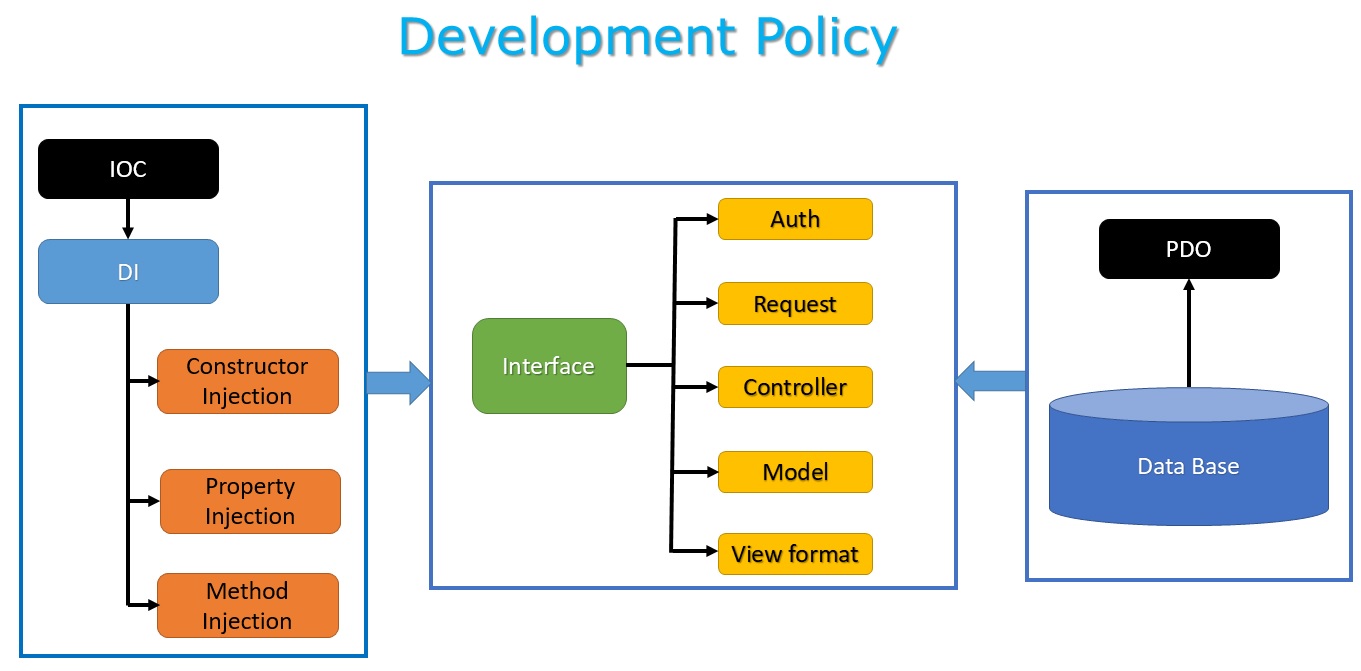 Development Policy
IOC
DI
Constructor
Injection
Property
Injection
Method
Injection
Interface
Auth
Request
Controller
Model
View format
PDO
Data Base